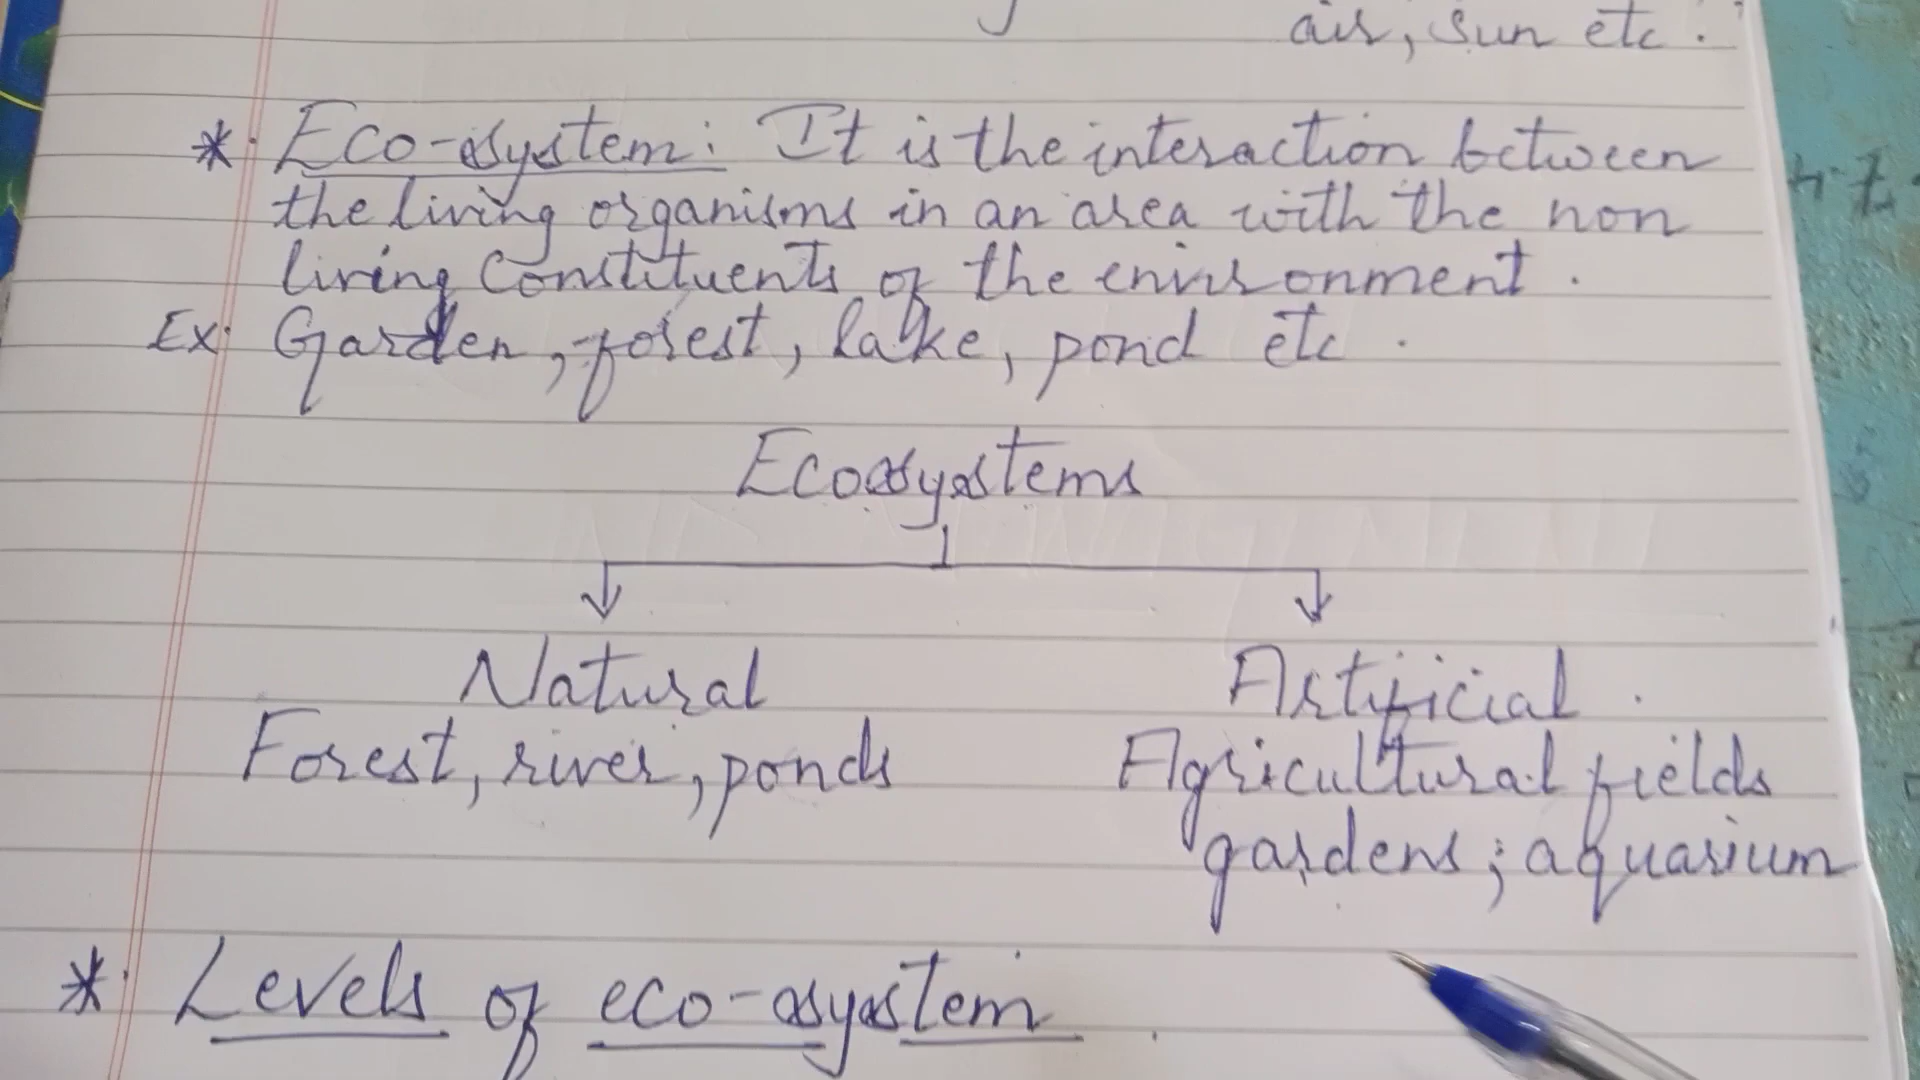 air, sun etc.
* Eco-system: It is the interaction between
the living organisms in an area with the non
living constituents of the environment.
Ex: Garden, forest, lake, pond etc.
Ecosystems
Natural Artificial
Forest, river, ponds Agricultural fields
gardens, aquarium
* Levels of eco-system